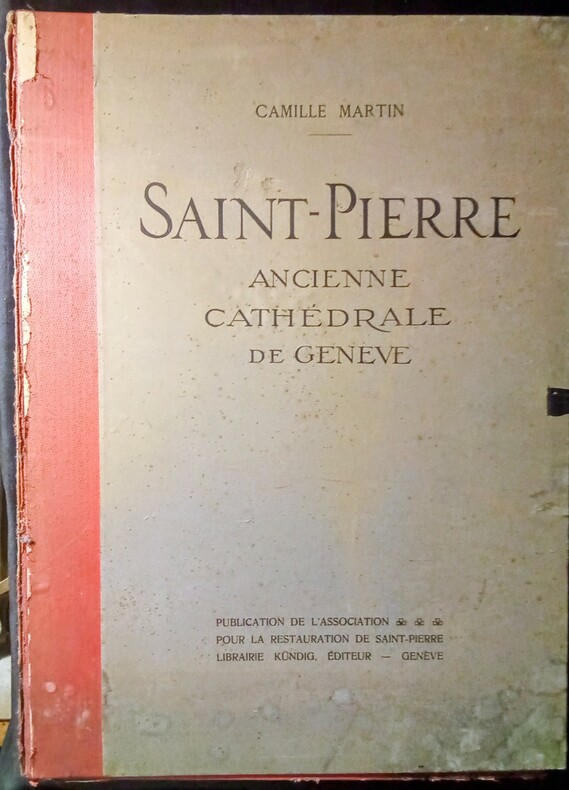 CAMILLE MARTIN
SAINT-PIERRE
ANCIENNE
CATHÉDRALE
DE GENÈVE
PUBLICATION DE L'ASSOCIATION
POUR LA RESTAURATION DE SAINT-PIERRE
LIBRAIRIE KÜNDIG, ÉDITEUR — GENÈVE